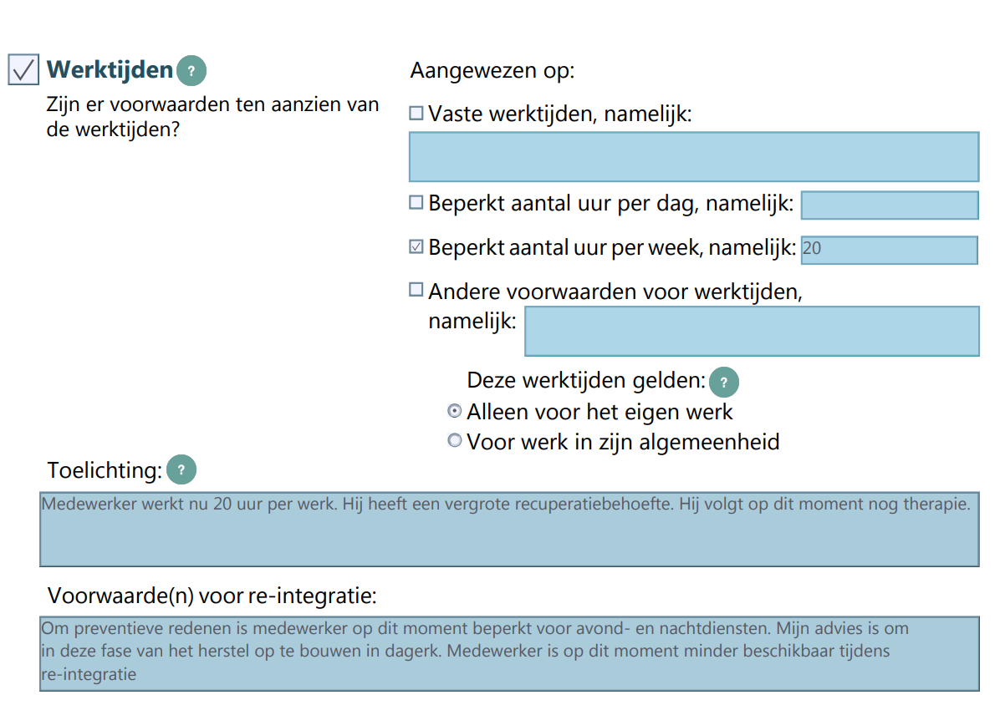 Werktijden ?
Zijn er voorwaarden ten aanzien van
de werktijden?
Aangewezen op:
Vaste werktijden, namelijk:
Beperkt aantal uur per dag, namelijk:
Beperkt aantal uur per week, namelijk: 20
Andere voorwaarden voor werktijden,
namelijk:
Deze werktijden gelden: ?
Alleen voor het eigen werk
Voor werk in zijn algemeenheid
Toelichting: ?
Medewerker werkt nu 20 uur per werk. Hij heeft een vergrote recuperatiebehoefte. Hij volgt op dit moment nog therapie.
Voorwaarde(n) voor re-integratie:
Om preventieve redenen is medewerker op dit moment beperkt voor avond- en nachtdiensten. Mijn advies is om
in deze fase van het herstel op te bouwen in dagerk. Medewerker is op dit moment minder beschikbaar tijdens
re-integratie